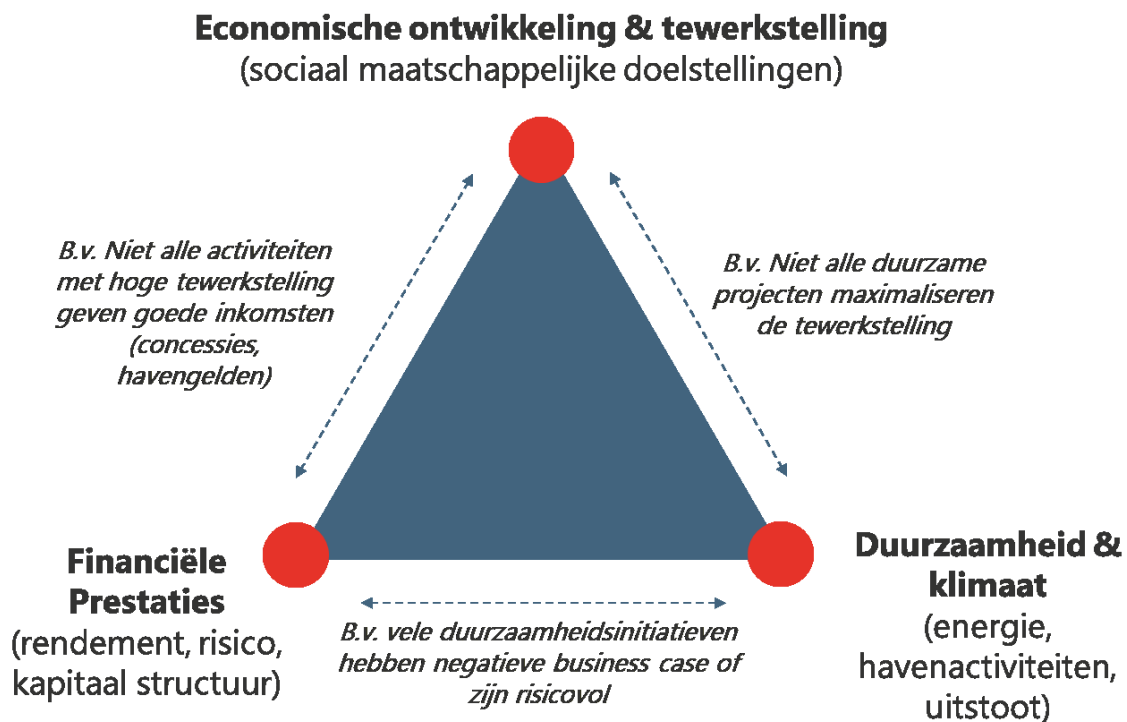 Economische ontwikkeling & tewerkstelling
(sociaal maatschappelijke doelstellingen)
B.v. Niet alle activiteiten
met hoge tewerkstelling
geven goede inkomsten
(concessies,
havengelden)
B.v. Niet alle duurzame
projecten maximaliseren
de tewerkstelling
Financiële
Prestaties
(rendement, risico,
kapitaal structuur)
B.v. vele duurzaamheidsinitiatieven
hebben negatieve business case of
zijn risicovol
Duurzaamheid &
klimaat
(energie,
havenactiviteiten,
uitstoot)